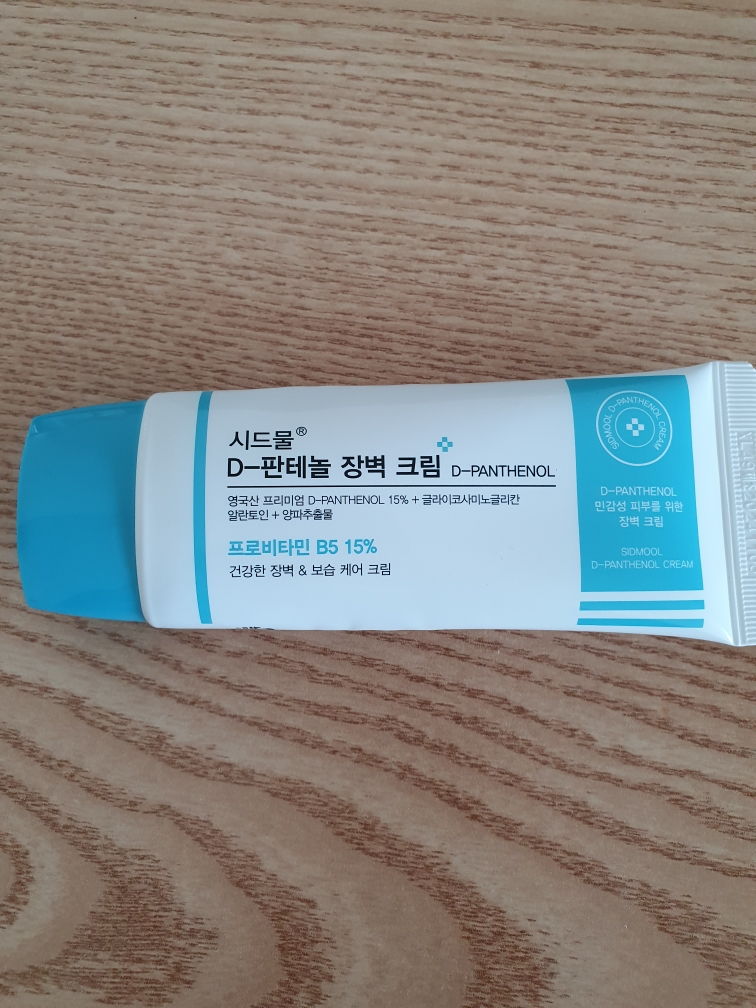 시드물®
D-판테놀 장벽 크림 D-PANTHENOL
영국산 프리미엄 D-PANTHENOL 15% + 글라이코사미노글리칸
알란토인 + 양파추출물
프로비타민 B5 15%
건강한 장벽 & 보습 케어 크림
SIDMOOL D-PANTHENOL CREAM
D-PANTHENOL
민감성 피부를 위한
장벽 크림
SIDMOOL
D-PANTHENOL CREAM